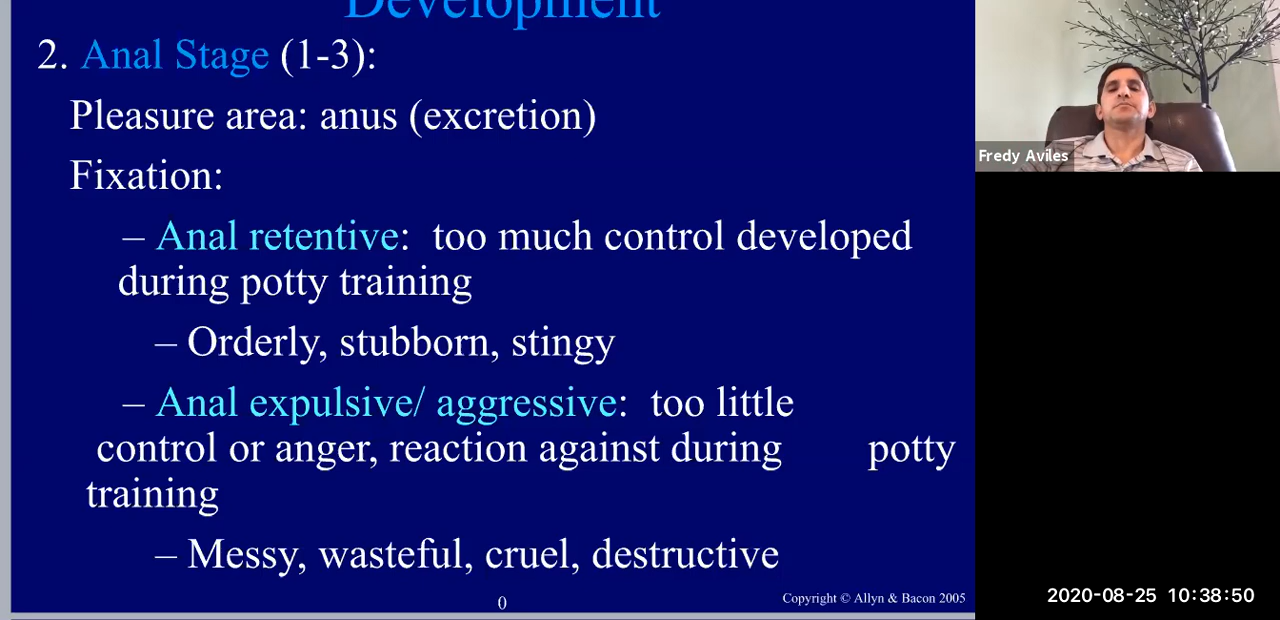 Development
2. Anal Stage (1-3):
Pleasure area: anus (excretion)
Fixation:
– Anal retentive:  too much control developed
during potty training
– Orderly, stubborn, stingy
– Anal expulsive/ aggressive:  too little
control or anger, reaction against during potty
training
– Messy, wasteful, cruel, destructive
0
Copyright © Allyn & Bacon 2005
Fredy Aviles
2020-08-25 10:38:50